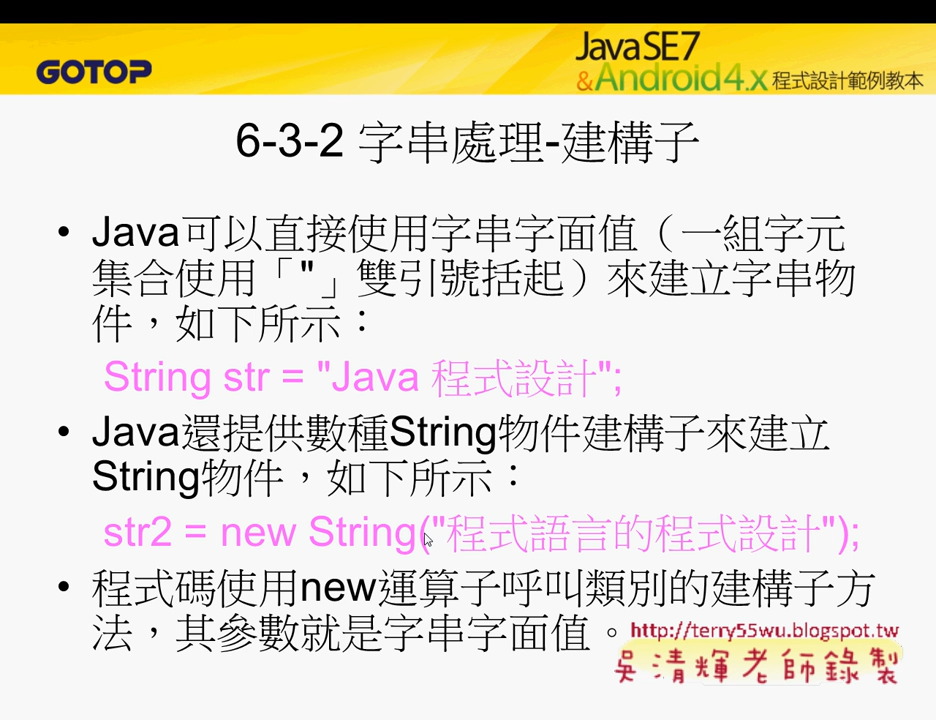 GOTOP
Java SE 7
& Android 4.x 程式設計範例教本
6-3-2 字串處理-建構子
• Java可以直接使用字串字面值（一組字元
集合使用「"」雙引號括起）來建立字串物
件，如下所示：
String str = "Java 程式設計";
• Java還提供數種String物件建構子來建立
String物件，如下所示：
str2 = new String("程式語言的程式設計");
• 程式碼使用new運算子呼叫類別的建構子方
法，其參數就是字串字面值。
http://terry55wu.blogspot.tw
吳清輝老師錄製